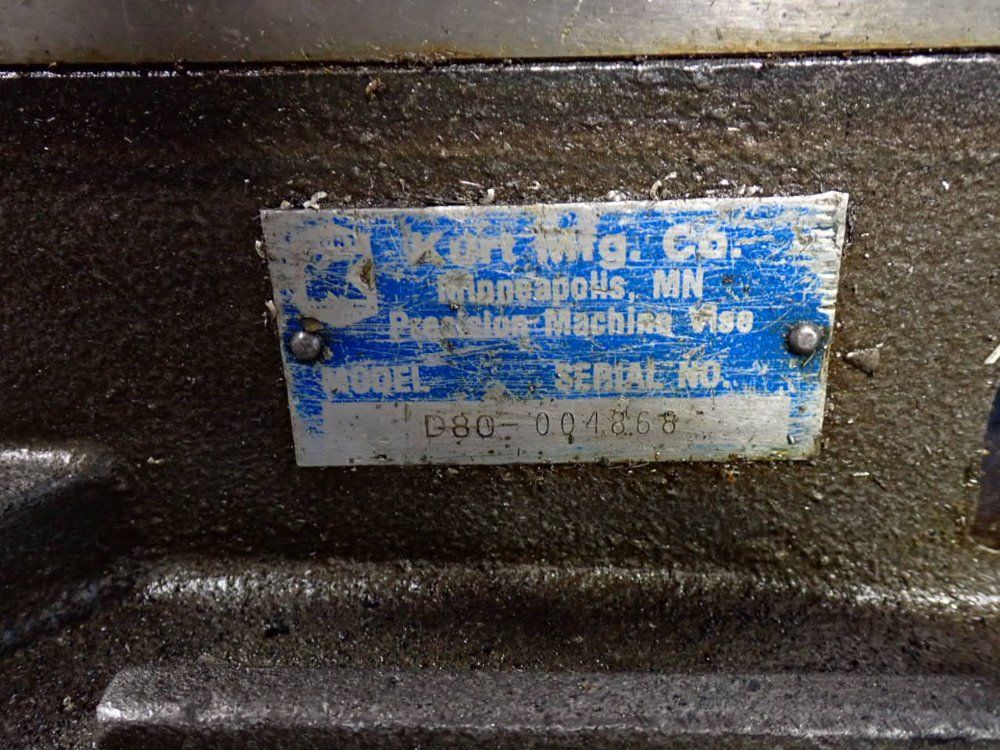 Kurt Mfg. Co.
Minneapolis, MN
Precision Machine Vise
MODEL SERIAL NO.
D80-004868